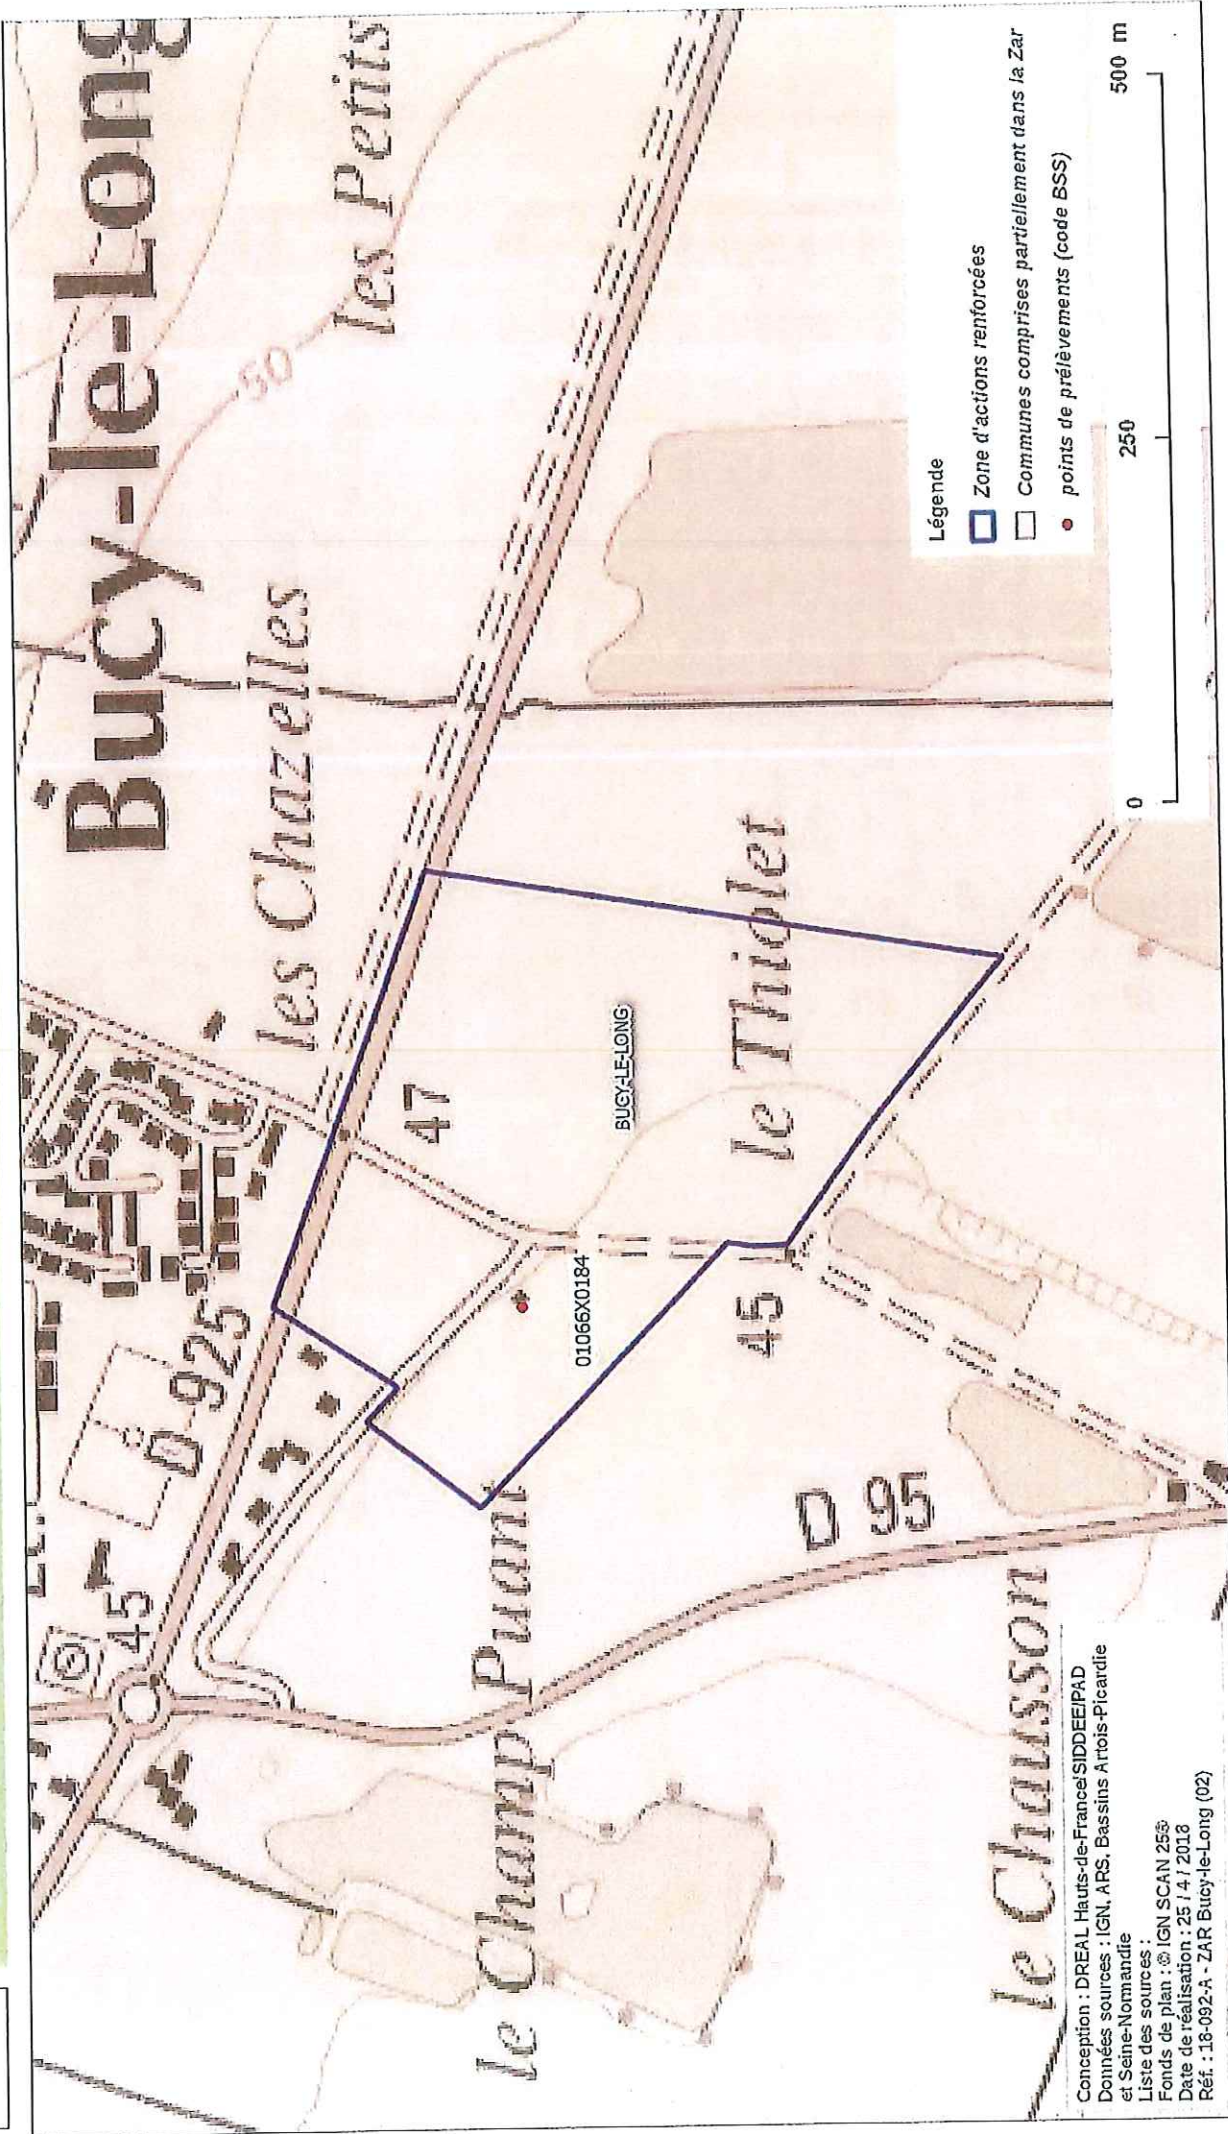 Bucy-le-Long
les Petits
50
les Chazelles
D 925
45
47
BUCY-LE-LONG
le Thiolet
01066X0184
45
le Champ Puant
D 95
le Chausson
Légende
Zone d'actions renforcées
Communes comprises partiellement dans la Zar
points de prélèvements (code BSS)
0 250 500 m
Conception : DREAL Hauts-de-France/SIDDEE/PAD
Données sources : IGN, ARS, Bassins Artois-Picardie
et Seine-Normandie
Liste des sources :
Fonds de plan : © IGN SCAN 25®
Date de réalisation : 25 / 4 / 2018
Réf. : 18-092-A - ZAR Bucy-le-Long (02)